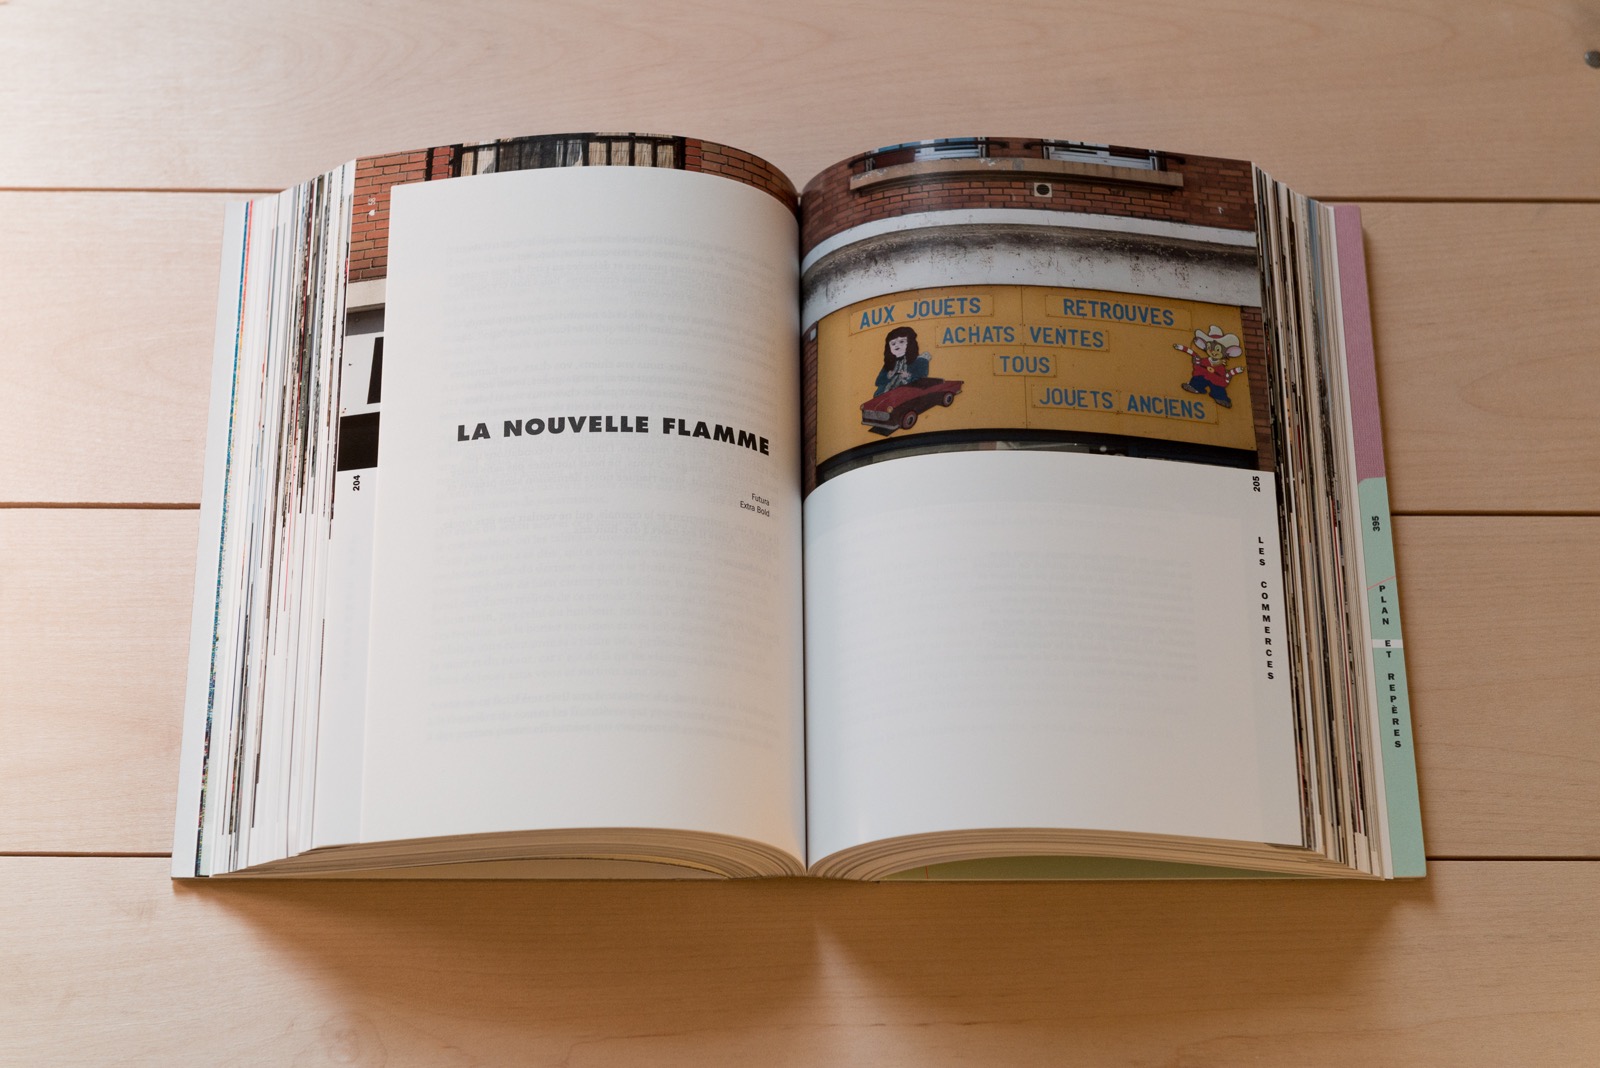 LA NOUVELLE FLAMME
Futura
Extra Bold
204
AUX JOUETS RETROUVES
ACHATS VENTES
TOUS
JOUETS ANCIENS
205
LES COMMERCES
395
PLAN ET REPÈRES